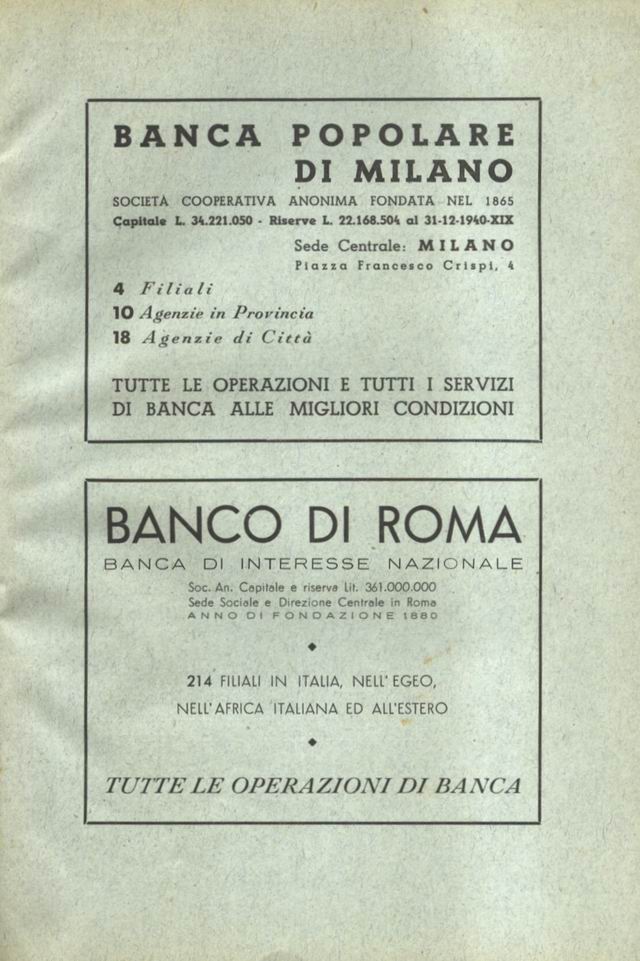 BANCA POPOLARE
DI MILANO
SOCIETÀ COOPERATIVA ANONIMA FONDATA NEL 1865
Capitale L. 34.221.050 - Riserve L. 22.168.504 al 31-12-1940-XIX
Sede Centrale: MILANO
Piazza Francesco Crispi, 4
4 Filiali
10 Agenzie in Provincia
18 Agenzie di Città
TUTTE LE OPERAZIONI E TUTTI I SERVIZI
DI BANCA ALLE MIGLIORI CONDIZIONI
BANCO DI ROMA
BANCA DI INTERESSE NAZIONALE
Soc. An. Capitale e riserva Lit. 361.000.000
Sede Sociale e Direzione Centrale in Roma
ANNO DI FONDAZIONE 1880
214 FILIALI IN ITALIA, NELL'EGEO,
NELL'AFRICA ITALIANA ED ALL'ESTERO
TUTTE LE OPERAZIONI DI BANCA